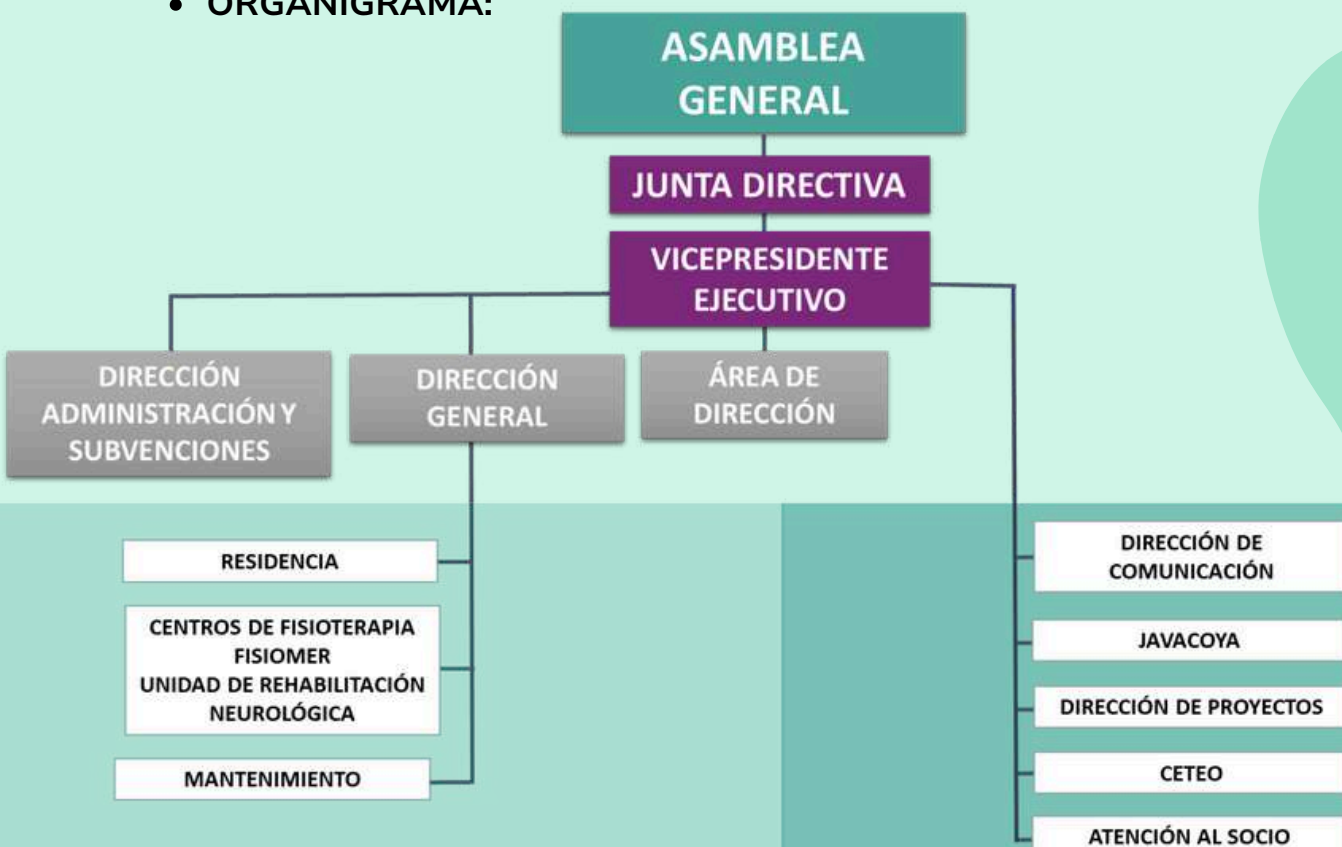 • ORGANIGRAMA:
ASAMBLEA
GENERAL
JUNTA DIRECTIVA
VICEPRESIDENTE
EJECUTIVO
DIRECCIÓN
ADMINISTRACIÓN Y
SUBVENCIONES
DIRECCIÓN
GENERAL
ÁREA DE
DIRECCIÓN
RESIDENCIA
CENTROS DE FISIOTERAPIA
FISIOMER
UNIDAD DE REHABILITACIÓN
NEUROLÓGICA
MANTENIMIENTO
DIRECCIÓN DE
COMUNICACIÓN
JAVACOYA
DIRECCIÓN DE PROYECTOS
CETEO
ATENCIÓN AL SOCIO